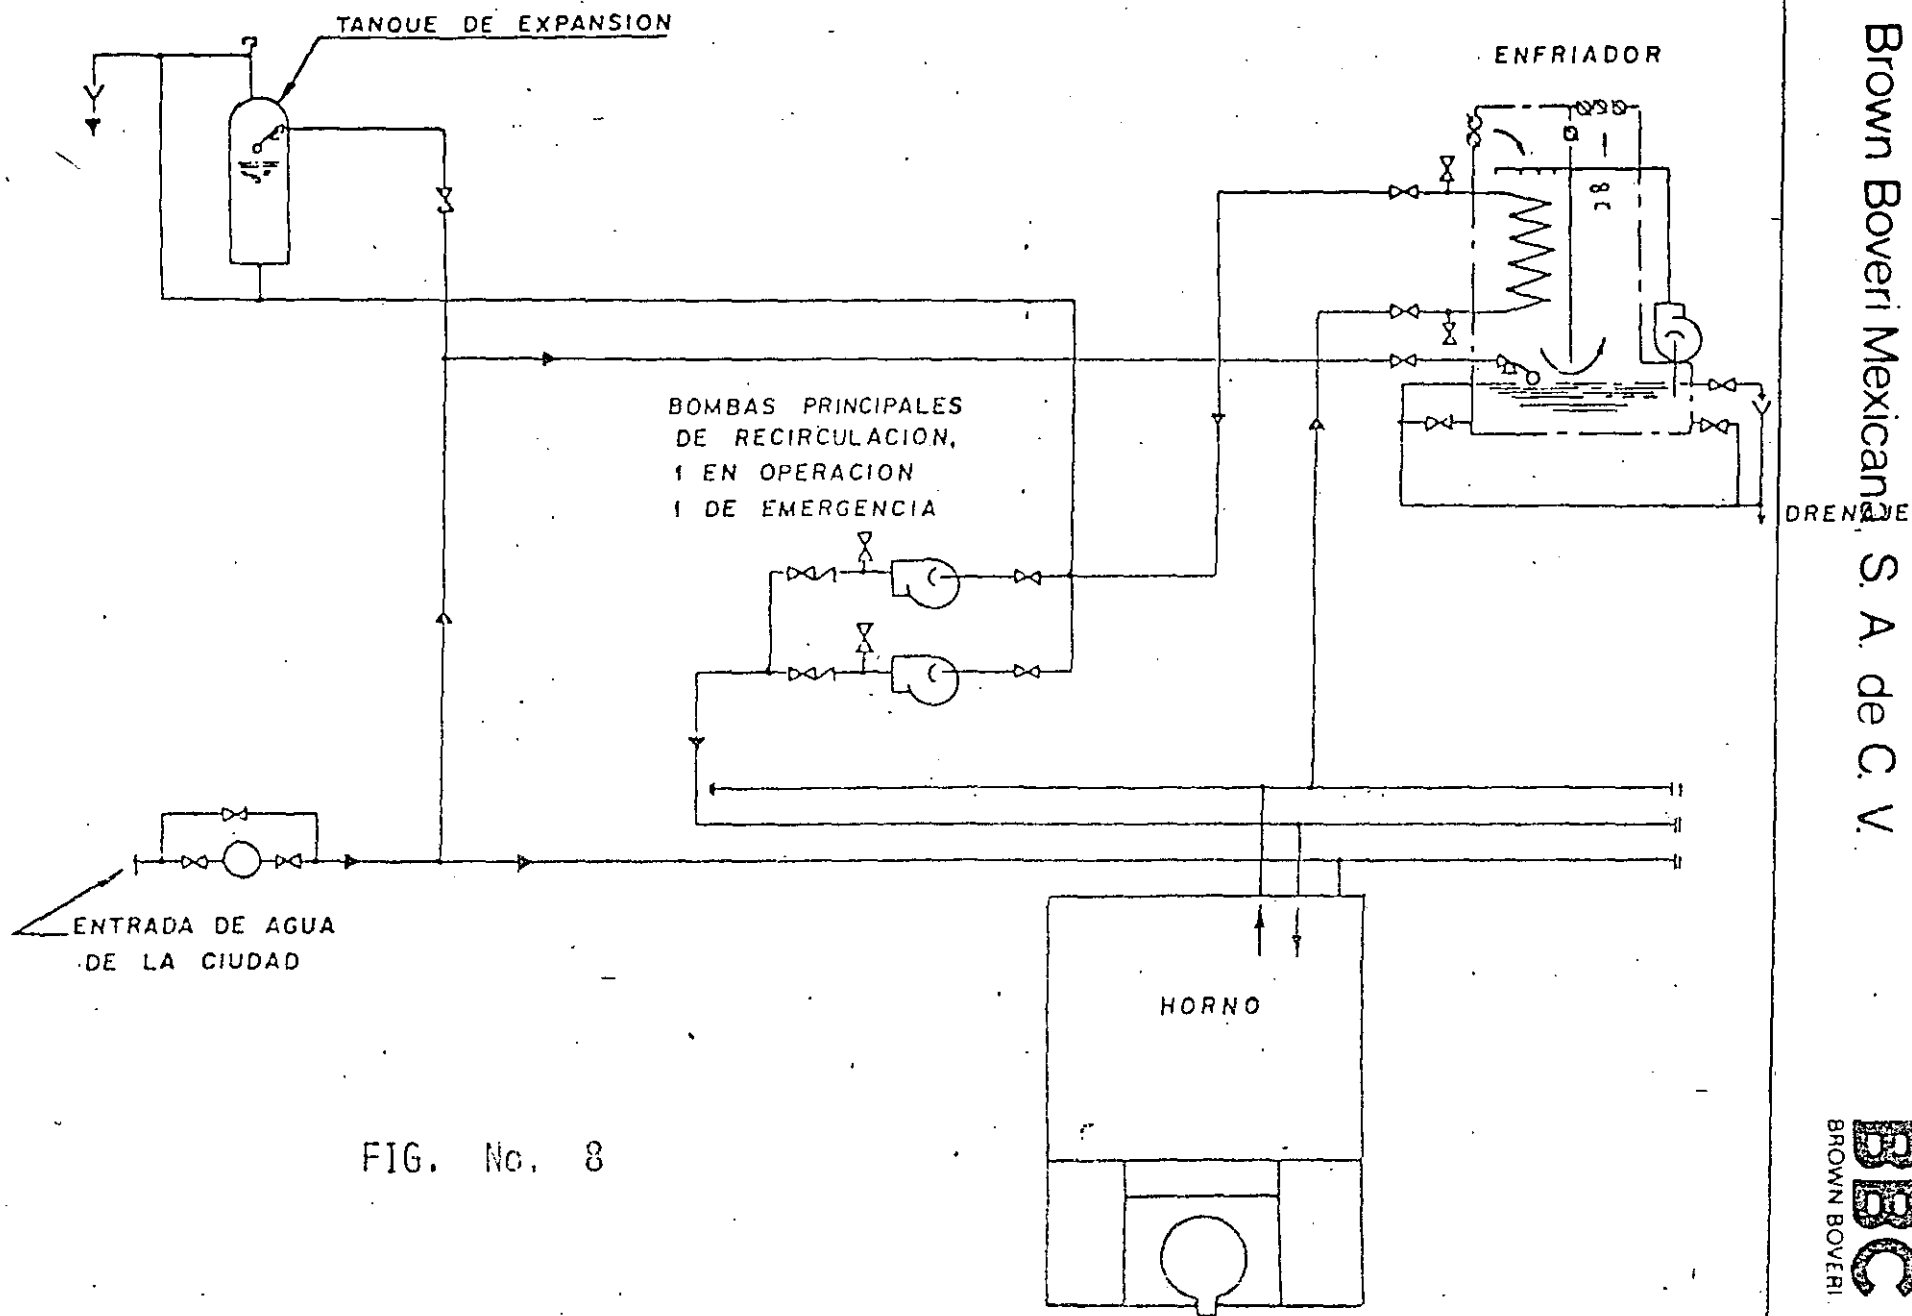 TANQUE DE EXPANSION
ENFRIADOR
BOMBAS PRINCIPALES
DE RECIRCULACION,
1 EN OPERACION
1 DE EMERGENCIA
DRENAJE
ENTRADA DE AGUA
DE LA CIUDAD
HORNO
FIG. No. 8
Brown Boveri Mexicana S. A. de C. V.
BBC
BROWN BOVERI